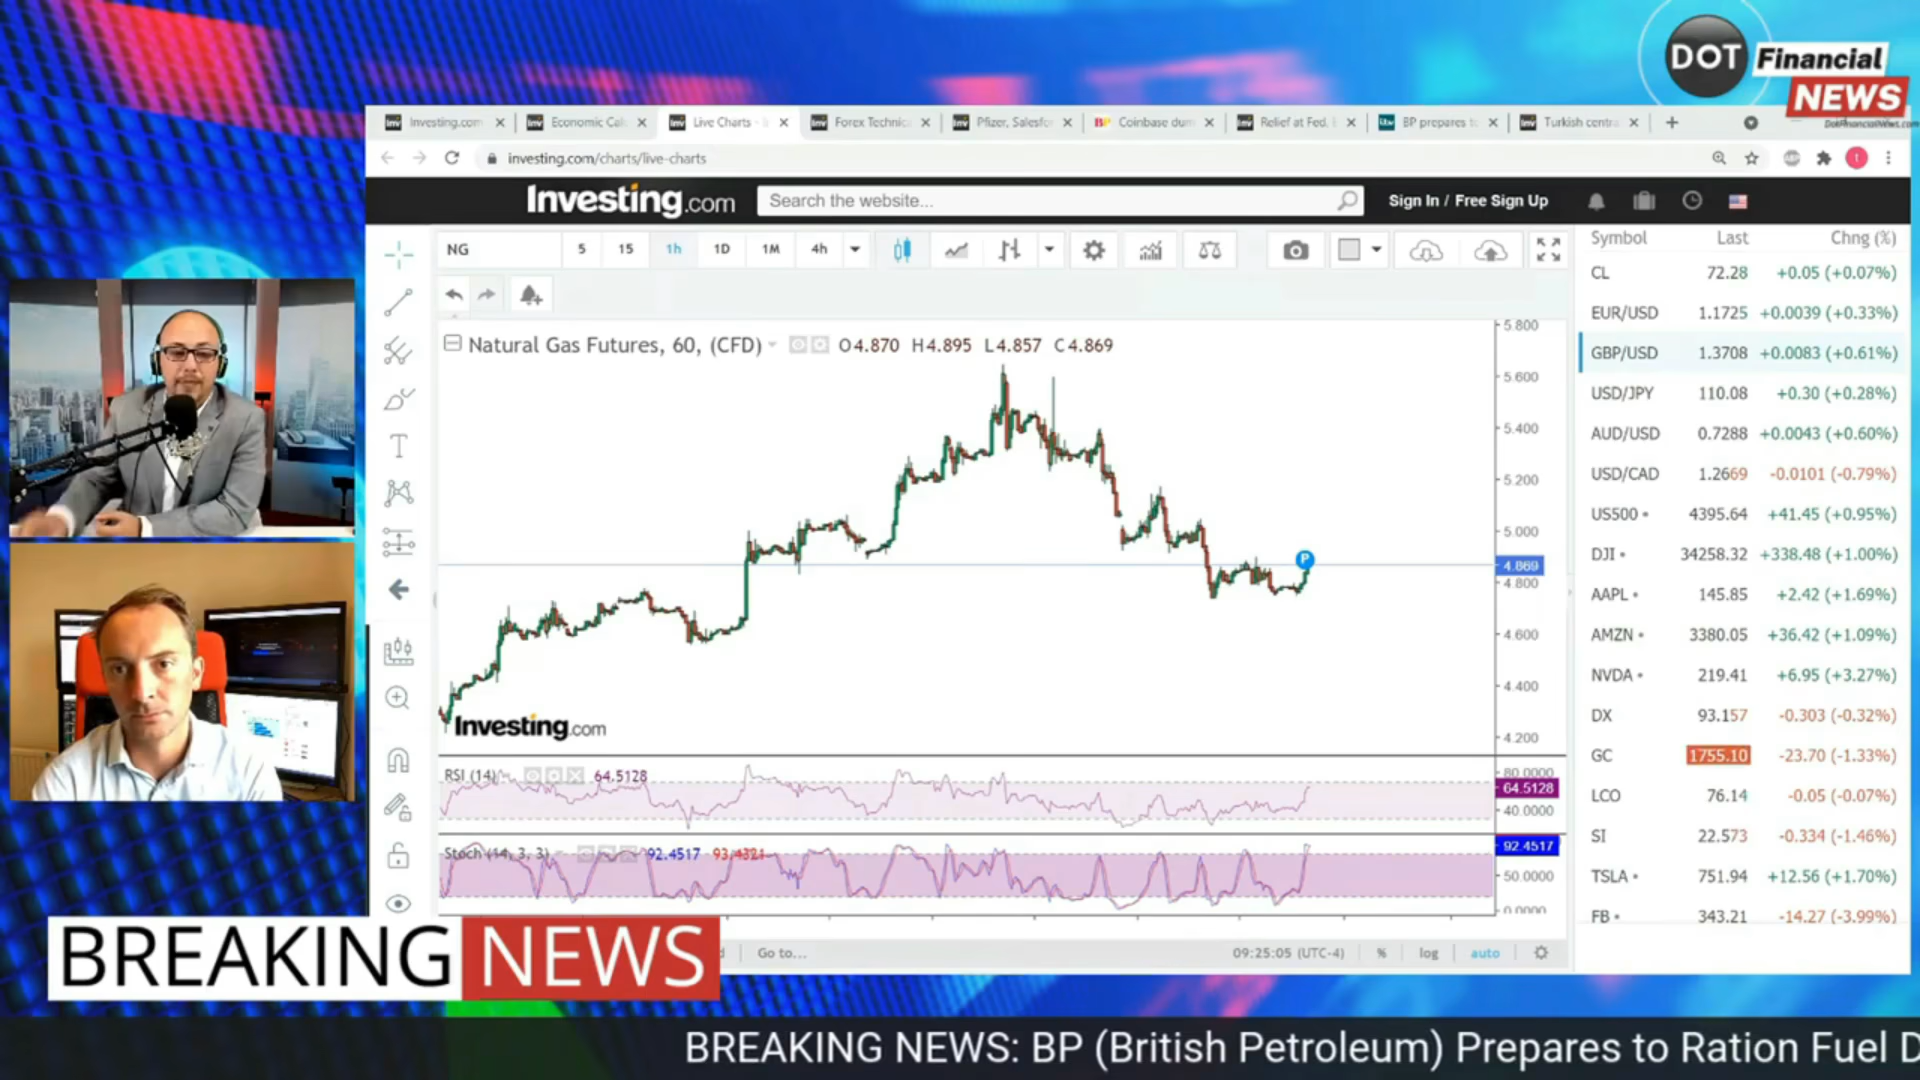 DOT Financial
NEWS
DotFinancialNews.com
Investing.com
Economic Cal
Live Charts - I
Forex Technic
Pfizer, Salesfo
BP Coinbase dum
Relief at Fed, E
itv BP prepares to
Turkish centra
investing.com/charts/live-charts
Investing.com
Search the website...
Sign In / Free Sign Up
NG 5 15 1h 1D 1M 4h
Symbol Last Chng (%)
CL 72.28 +0.05 (+0.07%)
EUR/USD 1.1725 +0.0039 (+0.33%)
GBP/USD 1.3708 +0.0083 (+0.61%)
USD/JPY 110.08 +0.30 (+0.28%)
AUD/USD 0.7288 +0.0043 (+0.60%)
USD/CAD 1.2669 -0.0101 (-0.79%)
US500 4395.64 +41.45 (+0.95%)
DJI 34258.32 +338.48 (+1.00%)
AAPL 145.85 +2.42 (+1.69%)
AMZN 3380.05 +36.42 (+1.09%)
NVDA 219.41 +6.95 (+3.27%)
DX 93.157 -0.303 (-0.32%)
GC 1755.10 -23.70 (-1.33%)
LCO 76.14 -0.05 (-0.07%)
SI 22.573 -0.334 (-1.46%)
TSLA 751.94 +12.56 (+1.70%)
FB 343.21 -14.27 (-3.99%)
Natural Gas Futures, 60, (CFD) O4.870 H4.895 L4.857 C4.869
5.800
5.600
5.400
5.200
5.000
P
4.869
4.800
4.600
4.400
4.200
Investing.com
RSI (14) 64.5128
80.0000
64.5128
40.0000
Stoch (14, 3, 3) 92.4517 93.4321
92.4517
50.0000
0.0000
Go to...
09:25:05 (UTC-4) % log auto
BREAKING NEWS
BREAKING NEWS: BP (British Petroleum) Prepares to Ration Fuel D